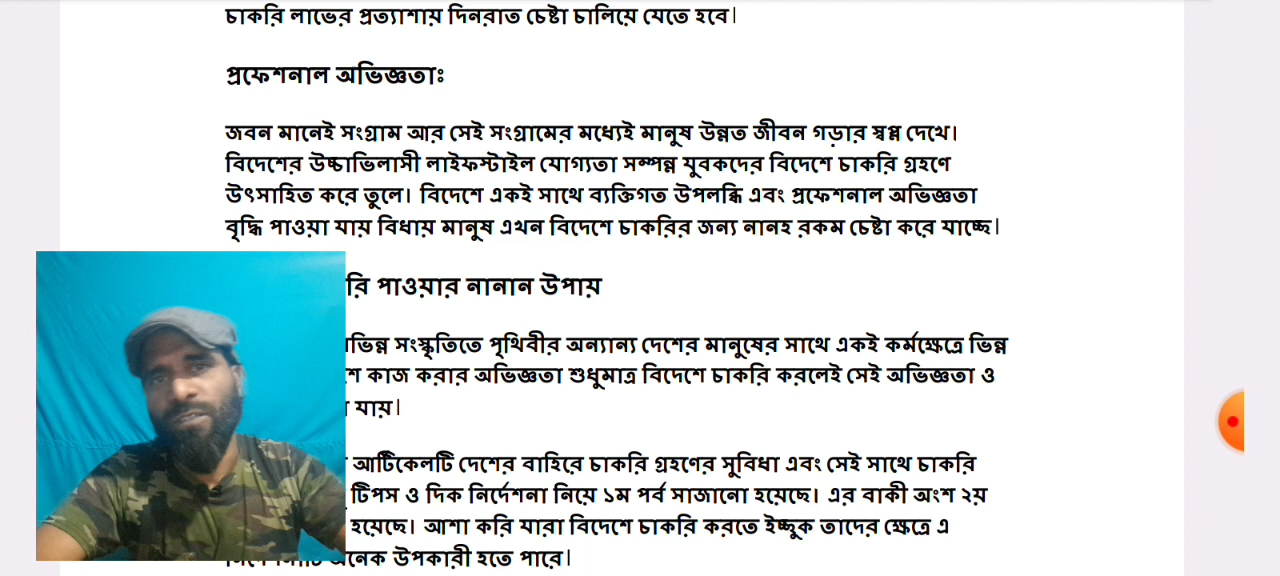 চাকরি লাভের প্রত্যাশায় দিনরাত চেষ্টা চালিয়ে যেতে হবে।
প্রফেশনাল অভিজ্ঞতাঃ
জবন মানেই সংগ্রাম আর সেই সংগ্রামের মধ্যেই মানুষ উন্নত জীবন গড়ার স্বপ্ন দেখে।
বিদেশের উচ্চাভিলাসী লাইফস্টাইল যোগ্যতা সম্পন্ন যুবকদের বিদেশে চাকরি গ্রহণে
উৎসাহিত করে তুলে। বিদেশে একই সাথে ব্যক্তিগত উপলব্ধি এবং প্রফেশনাল অভিজ্ঞতা
বৃদ্ধি পাওয়া যায় বিধায় মানুষ এখন বিদেশে চাকরির জন্য নানহ রকম চেষ্টা করে যাচ্ছে।
রি পাওয়ার নানান উপায়
ভিন্ন সংস্কৃতিতে পৃথিবীর অন্যান্য দেশের মানুষের সাথে একই কর্মক্ষেত্রে ভিন্ন
শে কাজ করার অভিজ্ঞতা শুধুমাত্র বিদেশে চাকরি করলেই সেই অভিজ্ঞতা ও
যায়।
আর্টিকেলটি দেশের বাহিরে চাকরি গ্রহণের সুবিধা এবং সেই সাথে চাকরি
টিপস ও দিক নির্দেশনা নিয়ে ১ম পর্ব সাজানো হয়েছে। এর বাকী অংশ ২য়
হয়েছে। আশা করি যারা বিদেশে চাকরি করতে ইচ্ছুক তাদের ক্ষেত্রে এ
অনেক উপকারী হতে পারে।